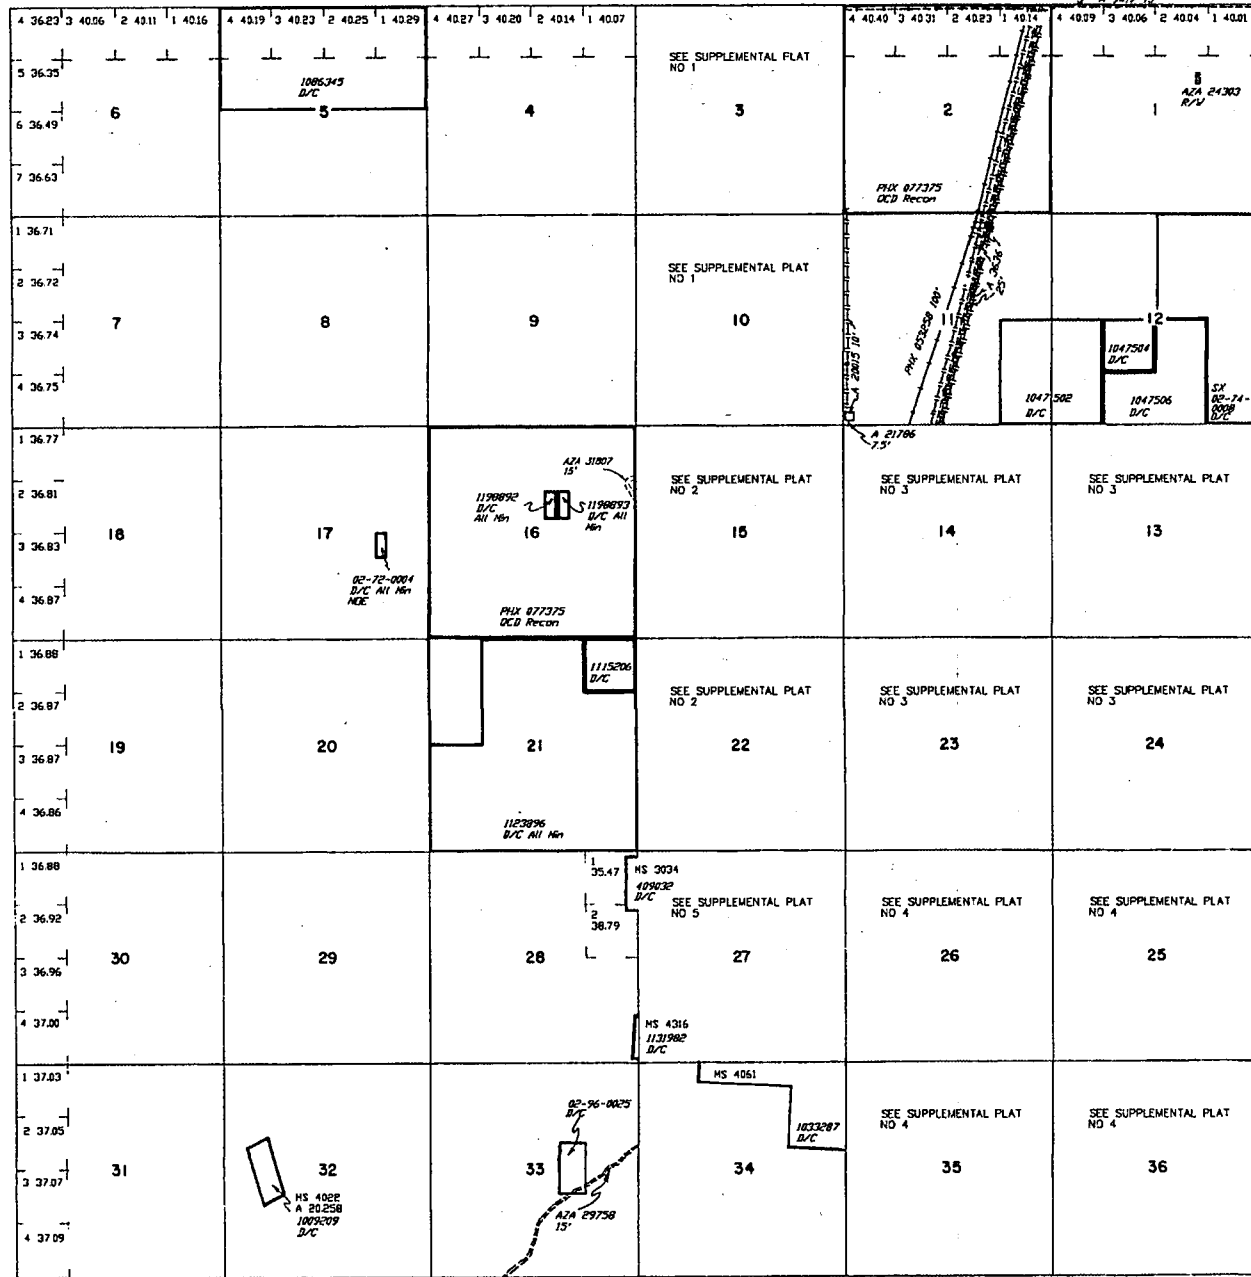 4 36.23 3 40.06 2 40.11 1 40.16
4 40.19 3 40.23 2 40.25 1 40.29
4 40.27 3 40.20 2 40.14 1 40.07
4 40.40 3 40.31 2 40.23 1 40.14
4 40.09 3 40.06 2 40.04 1 40.01
5 36.35
6 36.49
7 36.63
6
1086345
D/C
5
4
SEE SUPPLEMENTAL PLAT
NO 1
3
2
PHX 077375
OCD Recon
AZA 24303
R/W
1
1 36.71
2 36.72
3 36.74
4 36.75
7
8
9
SEE SUPPLEMENTAL PLAT
NO 1
10
A 20015 10'
A 21786
7.5'
PHX 053258 100'
A 3636
25'
11
12
1047504
D/C
1047502
D/C
1047506
D/C
SX
02-74-
0008
D/C
1 36.77
2 36.81
3 36.83
4 36.87
18
17
02-72-0004
D/C All Min
NOE
AZA 31807
15'
1198892
D/C
All Min
1198893
D/C All
Min
16
PHX 077375
OCD Recon
SEE SUPPLEMENTAL PLAT
NO 2
15
SEE SUPPLEMENTAL PLAT
NO 3
14
SEE SUPPLEMENTAL PLAT
NO 3
13
1 36.88
2 36.87
3 36.87
4 36.86
19
20
1115206
D/C
21
1123896
D/C All Min
SEE SUPPLEMENTAL PLAT
NO 2
22
SEE SUPPLEMENTAL PLAT
NO 3
23
SEE SUPPLEMENTAL PLAT
NO 3
24
1 36.88
2 36.92
3 36.96
4 37.00
30
29
28
1
35.47
2
38.79
MS 3034
409032
D/C
MS 4316
1131982
D/C
SEE SUPPLEMENTAL PLAT
NO 5
27
SEE SUPPLEMENTAL PLAT
NO 4
26
SEE SUPPLEMENTAL PLAT
NO 4
25
1 37.03
2 37.05
3 37.07
4 37.09
31
32
MS 4022
A 20258
1009209
D/C
02-96-0025
D/C
33
AZA 29758
15'
MS 4061
1033287
D/C
34
SEE SUPPLEMENTAL PLAT
NO 4
35
SEE SUPPLEMENTAL PLAT
NO 4
36